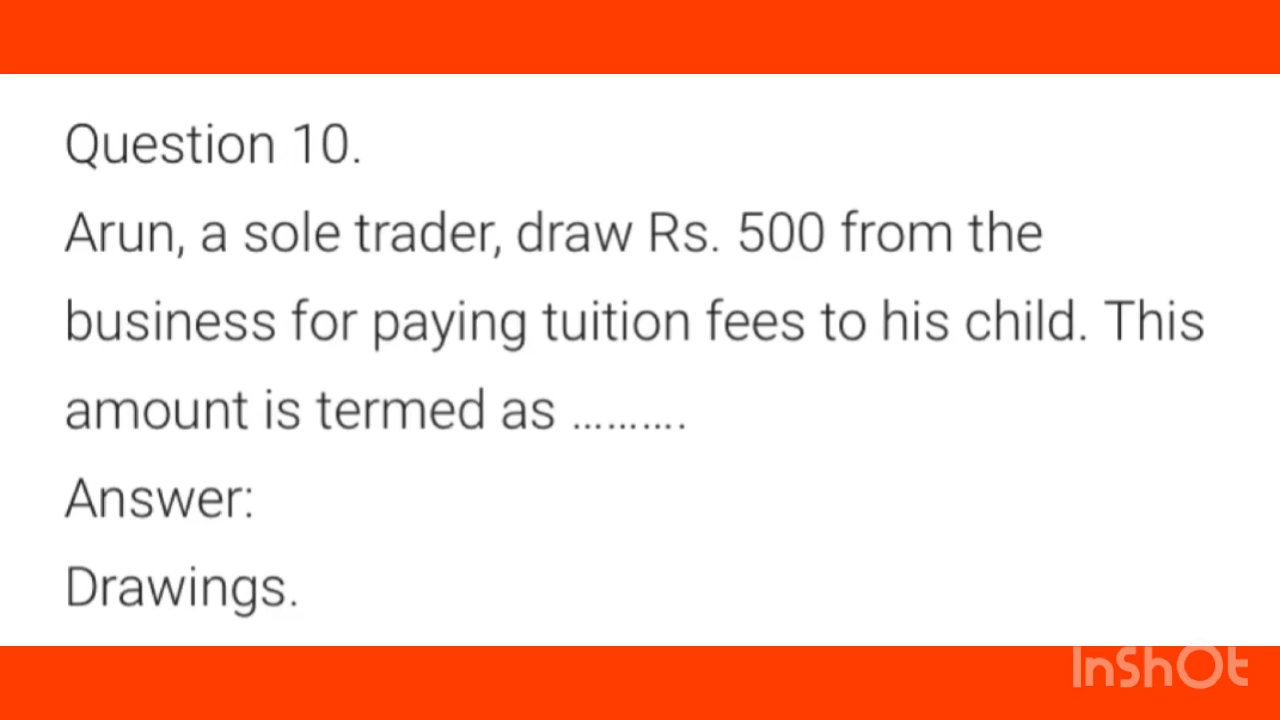 Question 10.
Arun, a sole trader, draw Rs. 500 from the
business for paying tuition fees to his child. This
amount is termed as ……….
Answer:
Drawings.
InShOt